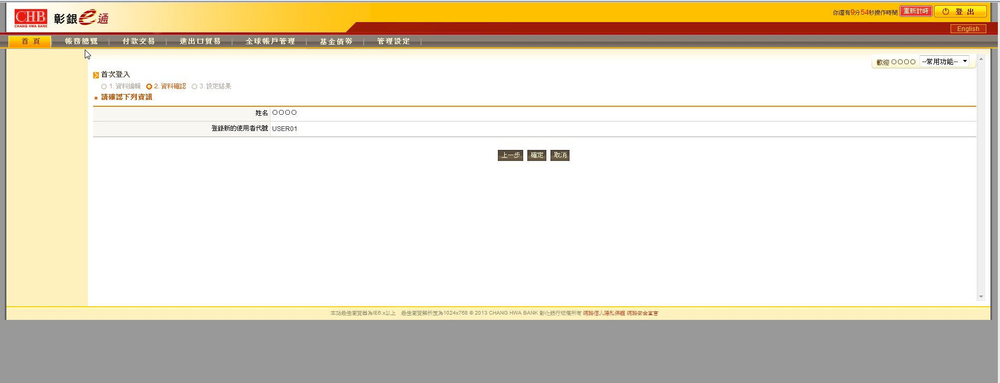 CHB
CHANG HWA BANK
彰銀e通
你還有9分54秒操作時間 重新計時 登 出
English
首 頁 帳務總覽 付款交易 進出口貿易 全球帳戶管理 基金債券 管理設定
歡迎 〇〇〇〇 --常用功能--
首次登入
1. 資料編輯 2. 資料確認 3. 設定結果
請確認下列資訊
姓名 〇〇〇〇
登錄新的使用者代號 USER01
上一步 確定 取消
本站最佳瀏覽器為IE6.x以上 最佳瀏覽解析度為1024x768 © 2013 CHANG HWA BANK 彰化銀行版權所有 網路個人隱私保護 網路安全宣言